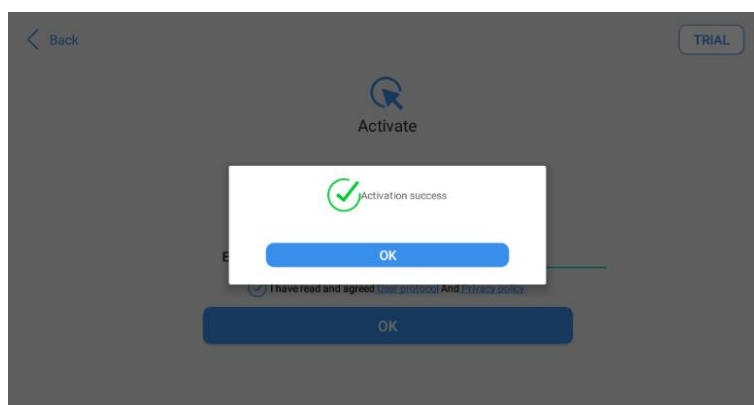 Back
TRIAL
Activate
Activation success
OK
I have read and agreed User protocol And Privacy policy
OK